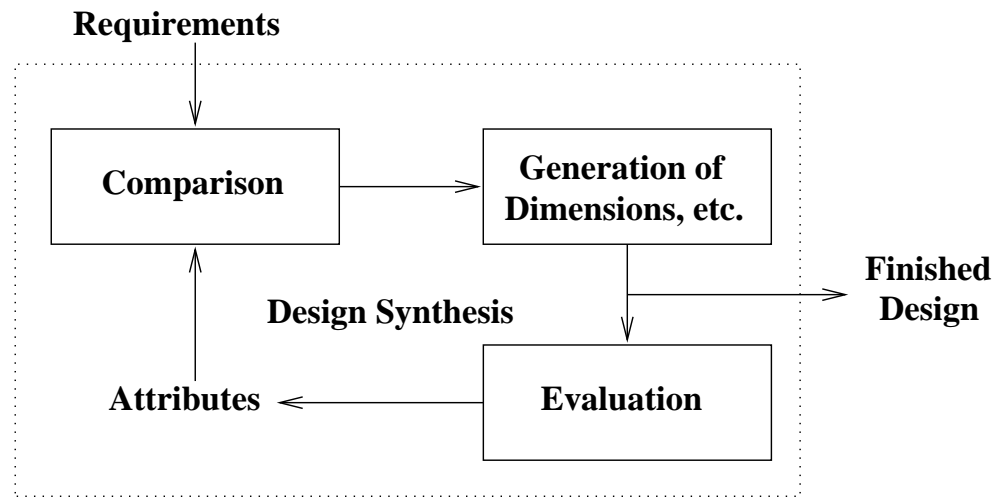 Requirements
Comparison
Generation of
Dimensions, etc.
Finished
Design
Design Synthesis
Attributes
Evaluation